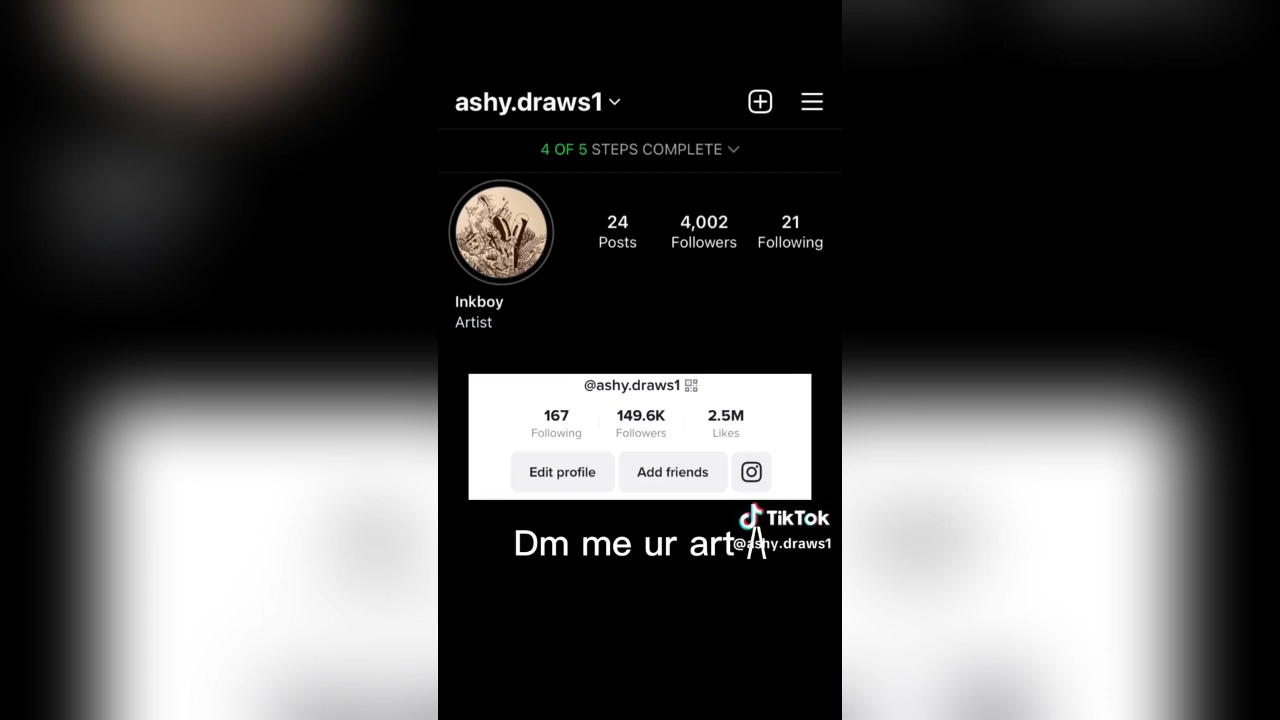 ashy.draws1
4 OF 5 STEPS COMPLETE
24 4,002 21
Posts Followers Following
Inkboy
Artist
@ashy.draws1
167 149.6K 2.5M
Following Followers Likes
Edit profile Add friends
TikTok
Dm me ur art
@ashy.draws1